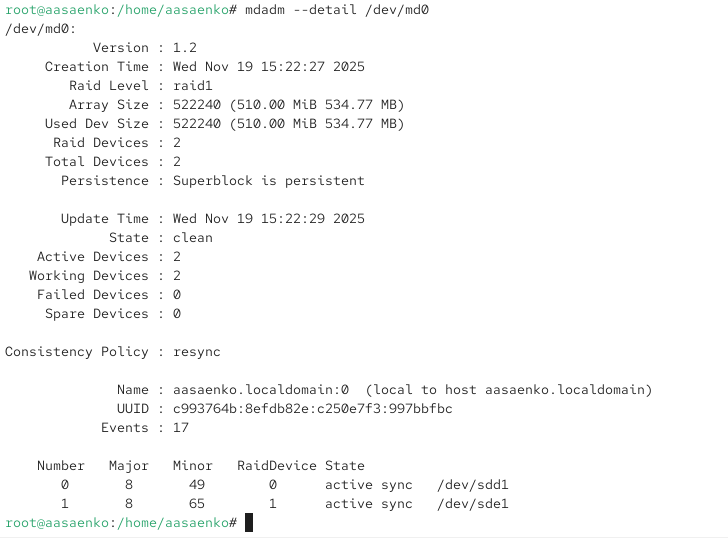 root@aasaenko:/home/aasaenko# mdadm --detail /dev/md0
/dev/md0:
           Version : 1.2
     Creation Time : Wed Nov 19 15:22:27 2025
        Raid Level : raid1
        Array Size : 522240 (510.00 MiB 534.77 MB)
     Used Dev Size : 522240 (510.00 MiB 534.77 MB)
      Raid Devices : 2
     Total Devices : 2
       Persistence : Superblock is persistent

       Update Time : Wed Nov 19 15:22:29 2025
             State : clean
    Active Devices : 2
   Working Devices : 2
    Failed Devices : 0
     Spare Devices : 0

Consistency Policy : resync

              Name : aasaenko.localdomain:0  (local to host aasaenko.localdomain)
              UUID : c993764b:8efdb82e:c250e7f3:997bbfbc
            Events : 17

    Number   Major   Minor   RaidDevice State
       0       8       49        0      active sync   /dev/sdd1
       1       8       65        1      active sync   /dev/sde1
root@aasaenko:/home/aasaenko#